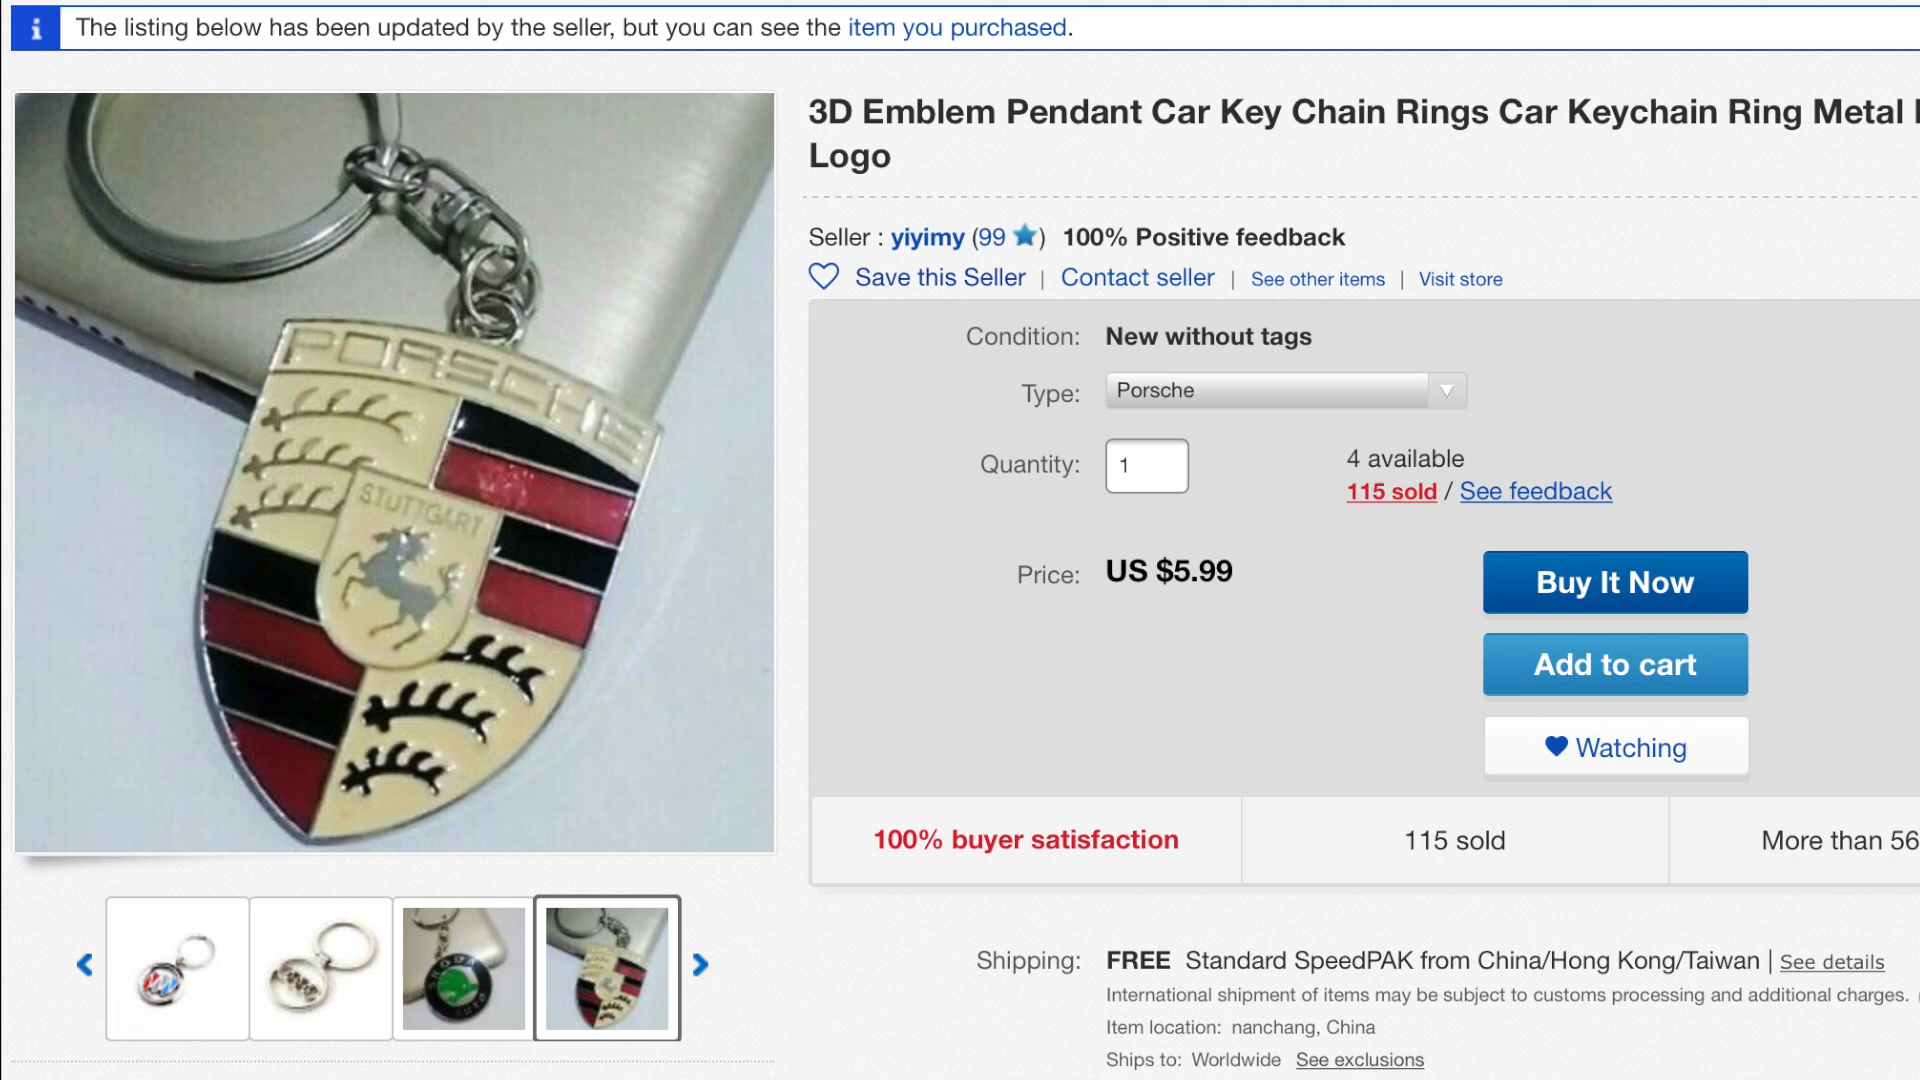 The listing below has been updated by the seller, but you can see the item you purchased.
3D Emblem Pendant Car Key Chain Rings Car Keychain Ring Metal
Logo
Seller : yiyimy (99 ) 100% Positive feedback
Save this Seller | Contact seller | See other items | Visit store
Condition: New without tags
Type: Porsche
Quantity: 1
4 available
115 sold / See feedback
Price: US $5.99
Buy It Now
Add to cart
Watching
100% buyer satisfaction
115 sold
More than 56
Shipping: FREE Standard SpeedPAK from China/Hong Kong/Taiwan | See details
International shipment of items may be subject to customs processing and additional charges.
Item location: nanchang, China
Ships to: Worldwide See exclusions
PORSCHE
STUTTGART
SKODA